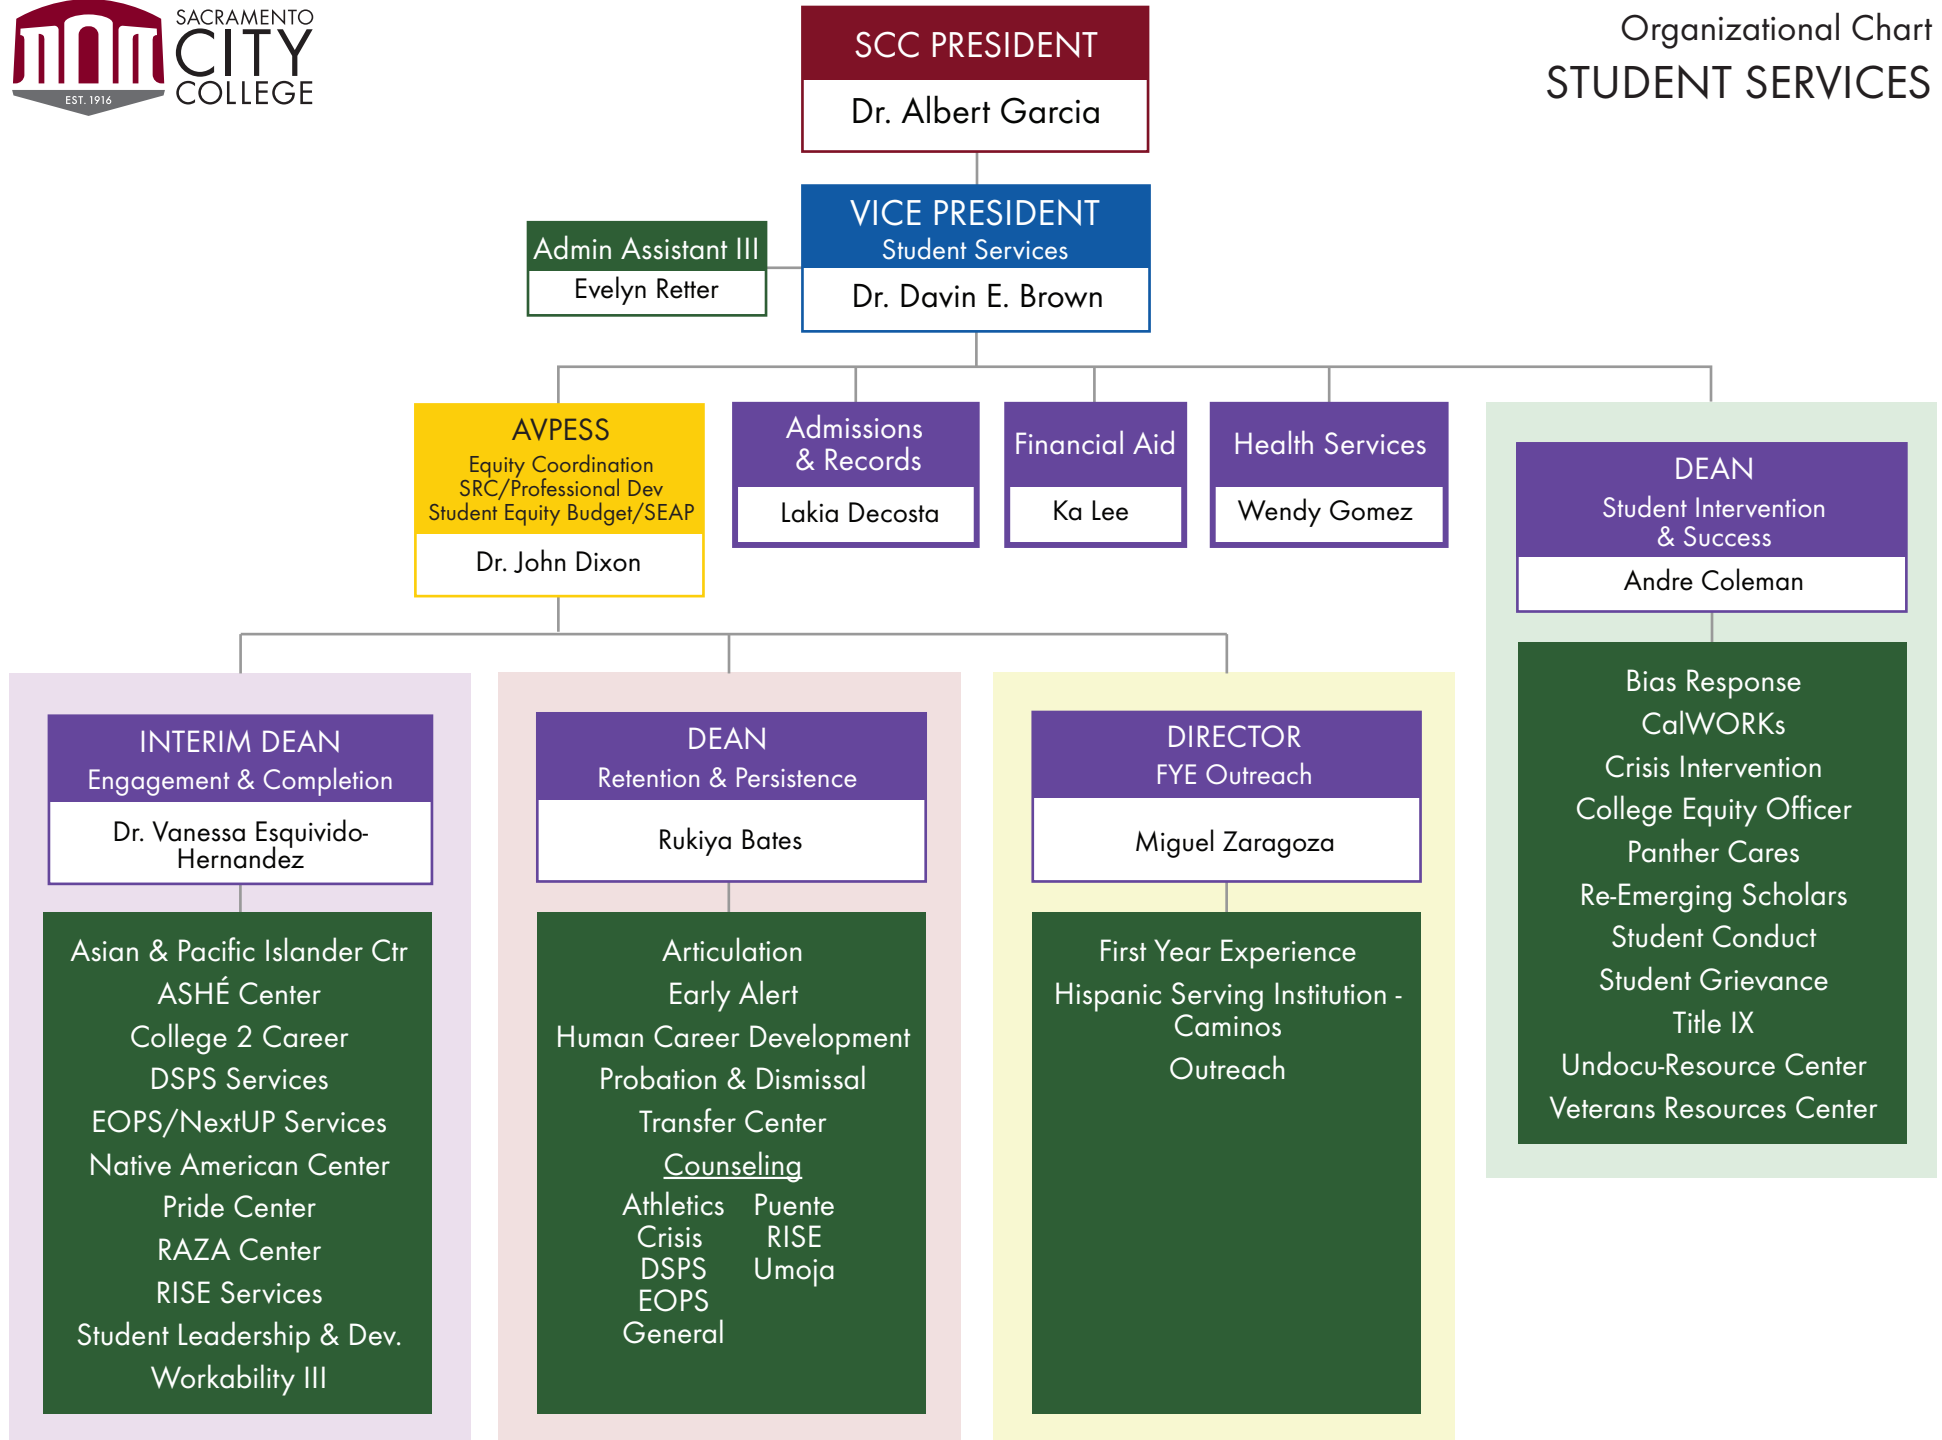 SACRAMENTO
CITY
COLLEGE
EST. 1916
Organizational Chart
STUDENT SERVICES
SCC PRESIDENT
Dr. Albert Garcia
VICE PRESIDENT
Student Services
Dr. Davin E. Brown
Admin Assistant III
Evelyn Retter
AVPESS
Equity Coordination
SRC/Professional Dev
Student Equity Budget/SEAP
Dr. John Dixon
Admissions
& Records
Lakia Decosta
Financial Aid
Ka Lee
Health Services
Wendy Gomez
DEAN
Student Intervention
& Success
Andre Coleman
Bias Response
CalWORKs
Crisis Intervention
College Equity Officer
Panther Cares
Re-Emerging Scholars
Student Conduct
Student Grievance
Title IX
Undocu-Resource Center
Veterans Resources Center
INTERIM DEAN
Engagement & Completion
Dr. Vanessa Esquivido-
Hernandez
Asian & Pacific Islander Ctr
ASHÉ Center
College 2 Career
DSPS Services
EOPS/NextUP Services
Native American Center
Pride Center
RAZA Center
RISE Services
Student Leadership & Dev.
Workability III
DEAN
Retention & Persistence
Rukiya Bates
Articulation
Early Alert
Human Career Development
Probation & Dismissal
Transfer Center
Counseling
Athletics
Crisis
DSPS
EOPS
General
Puente
RISE
Umoja
DIRECTOR
FYE Outreach
Miguel Zaragoza
First Year Experience
Hispanic Serving Institution -
Caminos
Outreach